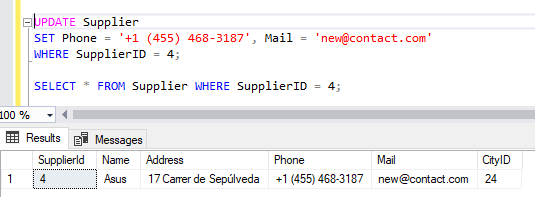 UPDATE Supplier
SET Phone = '+1 (455) 468-3187', Mail = 'new@contact.com'
WHERE SupplierID = 4;
SELECT * FROM Supplier WHERE SupplierID = 4;
100 %
Results Messages
SupplierId Name Address Phone Mail CityID
1 4 Asus 17 Carrer de Sepúlveda +1 (455) 468-3187 new@contact.com 24